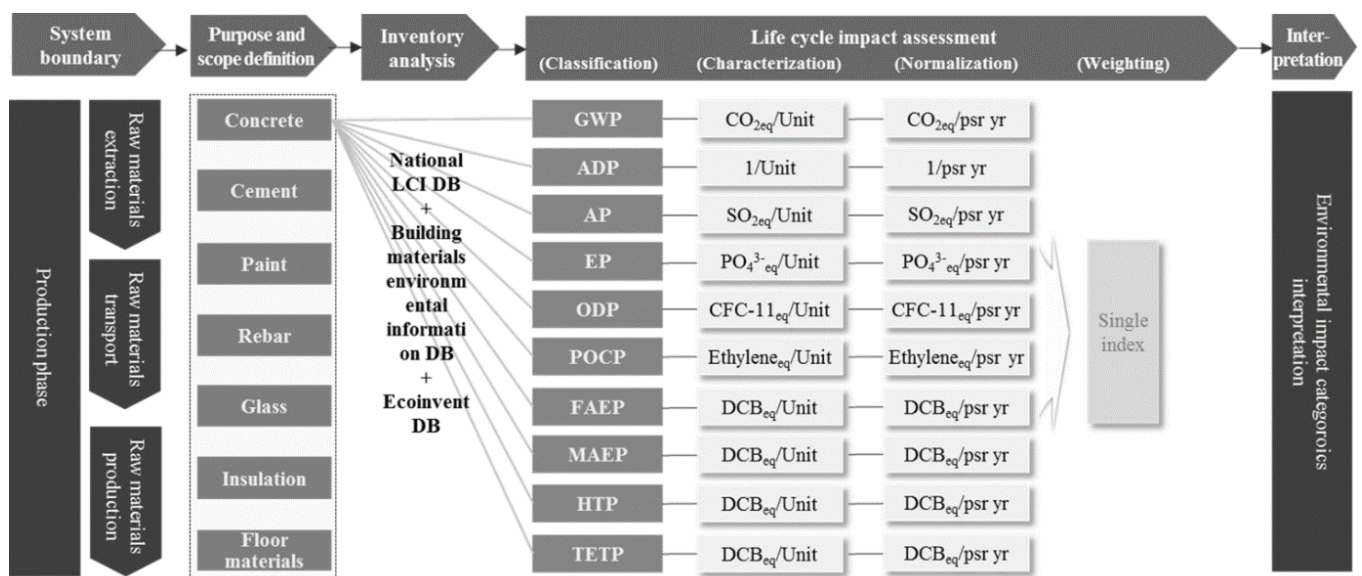 System
boundary
Purpose and
scope definition
Inventory
analysis
Life cycle impact assessment
(Classification) (Characterization) (Normalization) (Weighting)
Inter-
pretation
Production phase
Raw materials
extraction
Raw materials
transport
Raw materials
production
Concrete
Cement
Paint
Rebar
Glass
Insulation
Floor
materials
National
LCI DB
+
Building
materials
environm
ental
informati
on DB
+
Ecoinvent
DB
GWP CO2eq/Unit CO2eq/psr yr
ADP 1/Unit 1/psr yr
AP SO2eq/Unit SO2eq/psr yr
EP PO4³⁻eq/Unit PO4³⁻eq/psr yr
ODP CFC-11eq/Unit CFC-11eq/psr yr
POCP Ethyleneeq/Unit Ethyleneeq/psr yr
FAEP DCBeq/Unit DCBeq/psr yr
MAEP DCBeq/Unit DCBeq/psr yr
HTP DCBeq/Unit DCBeq/psr yr
TETP DCBeq/Unit DCBeq/psr yr
Single
index
Environmental impact categoroics
interpretation